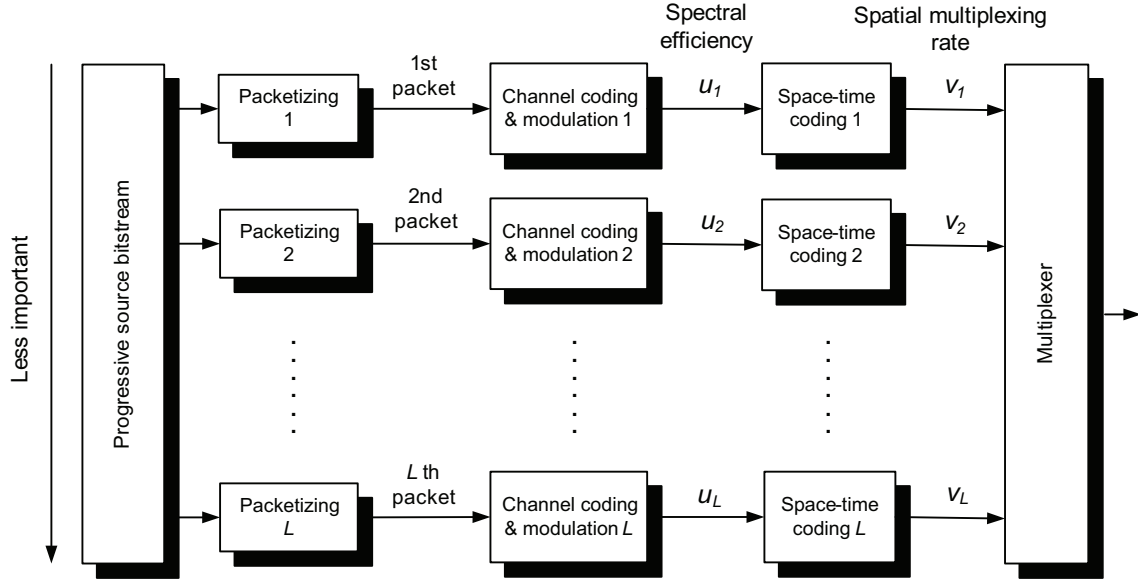 Spectral
efficiency
Spatial multiplexing
rate
Less important
Progressive source bitstream
Packetizing
1
1st
packet
Channel coding
& modulation 1
u1
Space-time
coding 1
v1
Packetizing
2
2nd
packet
Channel coding
& modulation 2
u2
Space-time
coding 2
v2
Packetizing
L
L th
packet
Channel coding
& modulation L
uL
Space-time
coding L
vL
Multiplexer